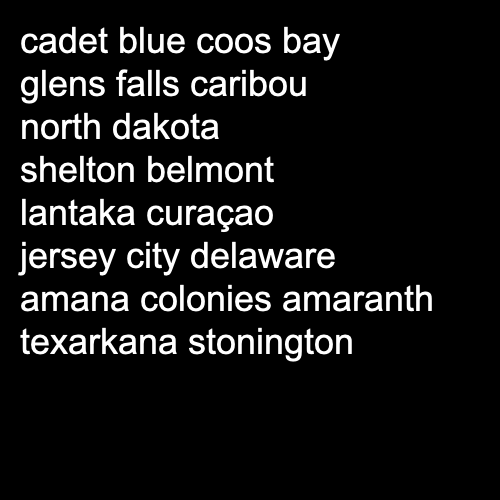 cadet blue coos bay
glens falls caribou
north dakota
shelton belmont
lantaka curaçao
jersey city delaware
amana colonies amaranth
texarkana stonington